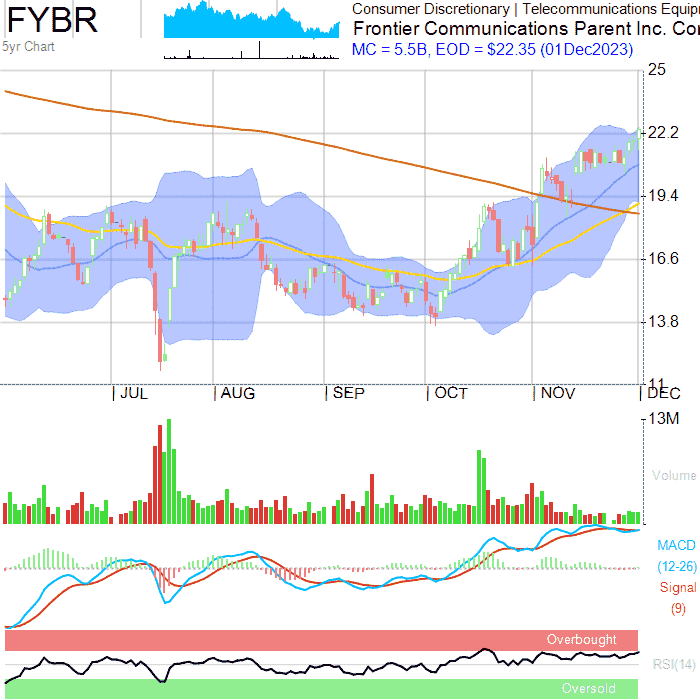 FYBR
5yr Chart
Consumer Discretionary | Telecommunications Equip
Frontier Communications Parent Inc. Co
MC = 5.5B, EOD = $22.35 (01Dec2023)
25
22.2
19.4
16.6
13.8
11
JUL
AUG
SEP
OCT
NOV
DEC
13M
Volume
MACD
(12-26)
Signal
(9)
Overbought
RSI(14)
Oversold